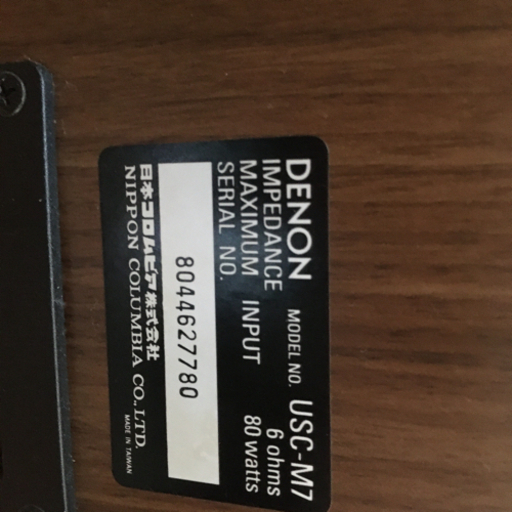 DENON MODEL NO. USC-M7
IMPEDANCE 6 ohms
MAXIMUM INPUT 80 watts
SERIAL NO.
8044627780
日本コロムビア株式会社
NIPPON COLUMBIA CO., LTD.
MADE IN TAIWAN